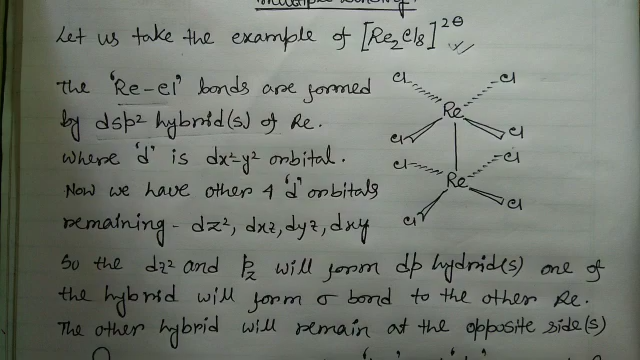 Let us take the example of [Re2Cl8]2⊖
The 'Re-Cl' bonds are formed
by dsp² hybrid(s) of Re.
where 'd' is dx²-y² orbital.
Now we have other 4 'd' orbitals
remaining - dz², dxz, dyz, dxy
Cl Cl
Re
Cl Cl
Cl Cl
Re
Cl Cl
So the dz² and pz will form dp hydrid(s) one of
the hybrid will form σ bond to the other Re.
The other hybrid will remain at the opposite side(s)